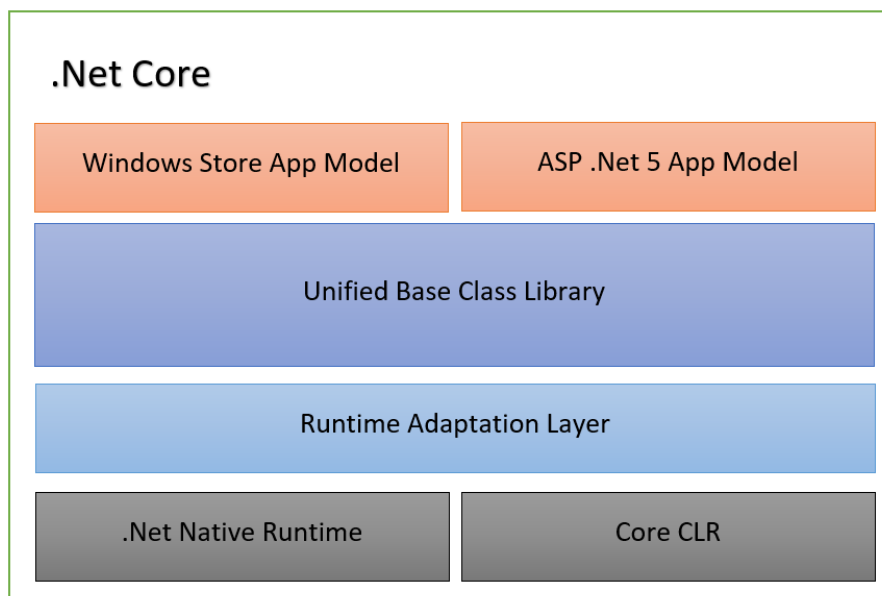 .Net Core
Windows Store App Model
ASP .Net 5 App Model
Unified Base Class Library
Runtime Adaptation Layer
.Net Native Runtime
Core CLR